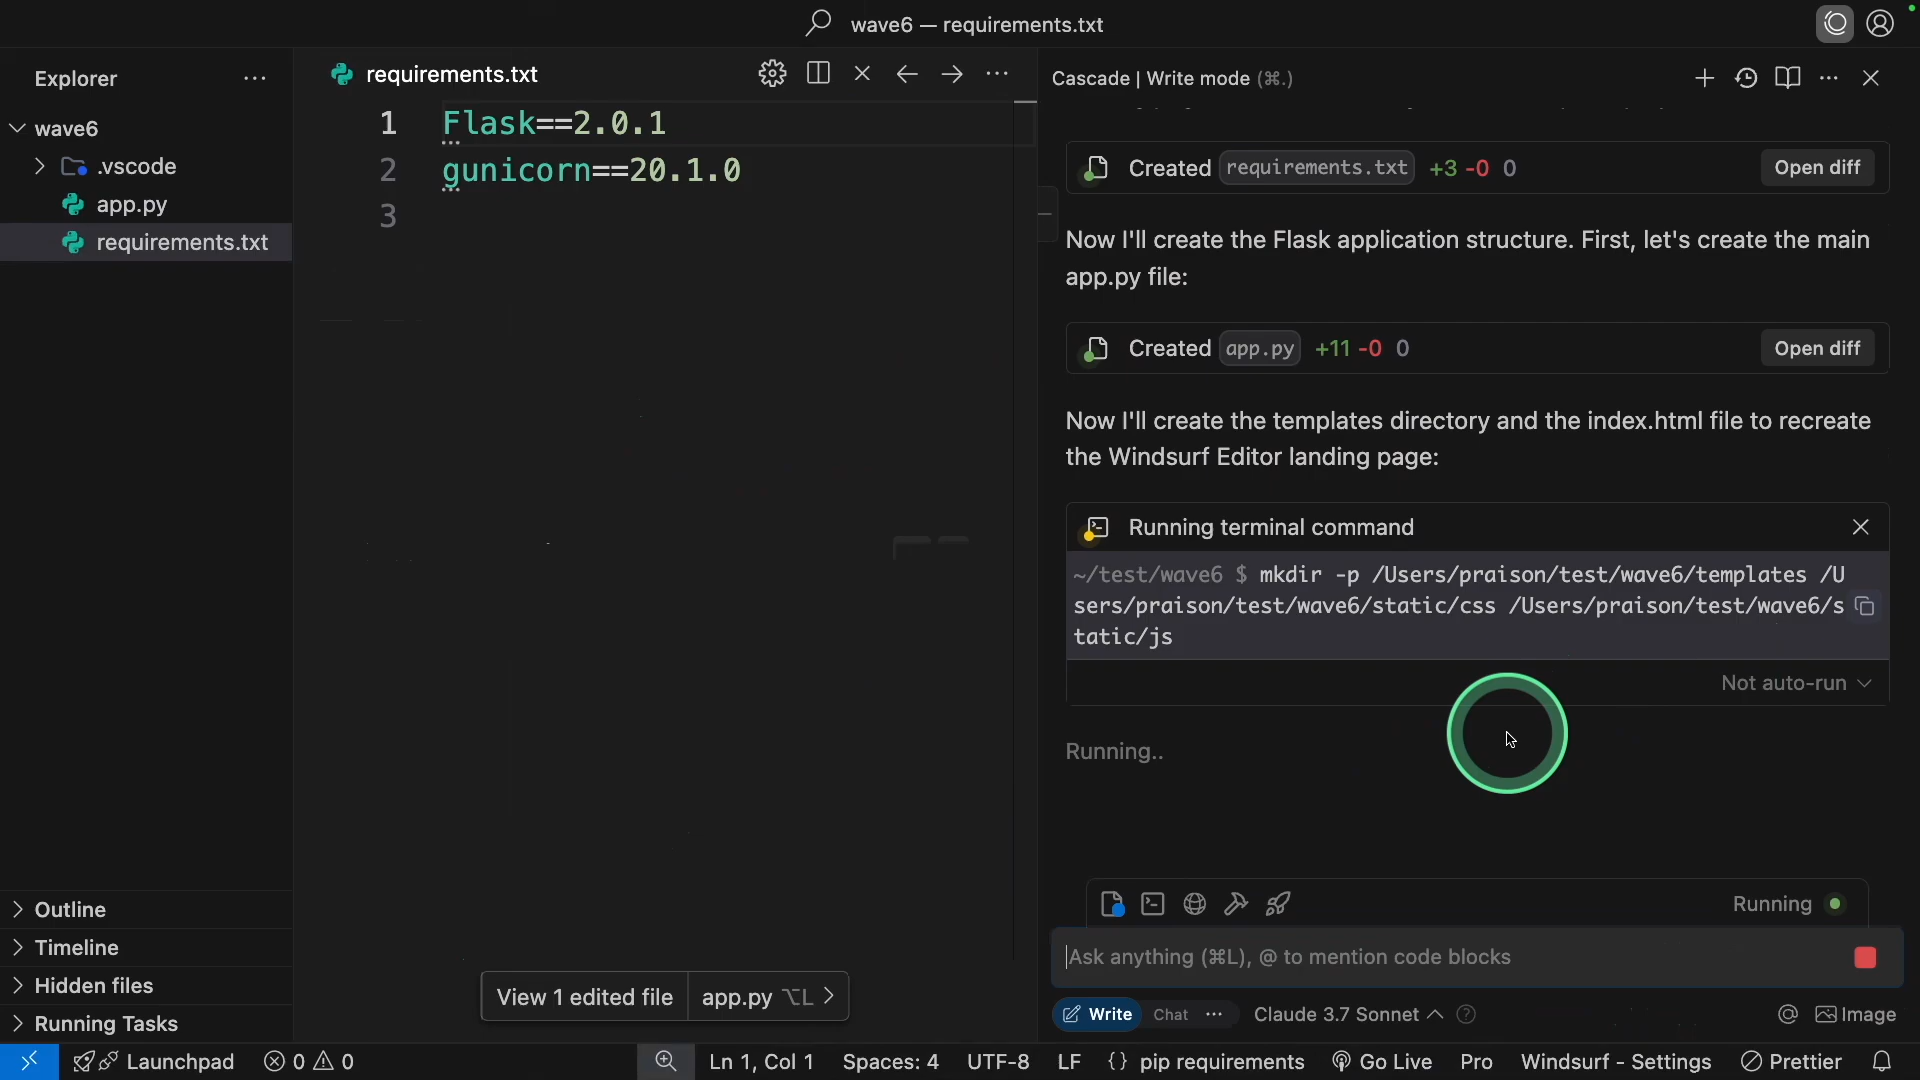 wave6 — requirements.txt
Explorer
wave6
.vscode
app.py
requirements.txt
Outline
Timeline
Hidden files
Running Tasks
requirements.txt
1 Flask==2.0.1
2 gunicorn==20.1.0
3
View 1 edited file app.py ⌥L
Cascade | Write mode (⌘.)
Created requirements.txt +3 -0 0 Open diff
Now I'll create the Flask application structure. First, let's create the main
app.py file:
Created app.py +11 -0 0 Open diff
Now I'll create the templates directory and the index.html file to recreate
the Windsurf Editor landing page:
Running terminal command
~/test/wave6 $ mkdir -p /Users/praison/test/wave6/templates /U
sers/praison/test/wave6/static/css /Users/praison/test/wave6/s
tatic/js
Not auto-run
Running..
Running
Ask anything (⌘L), @ to mention code blocks
Write Chat ··· Claude 3.7 Sonnet Image
Launchpad 0 0 Ln 1, Col 1 Spaces: 4 UTF-8 LF {} pip requirements Go Live Pro Windsurf - Settings Prettier